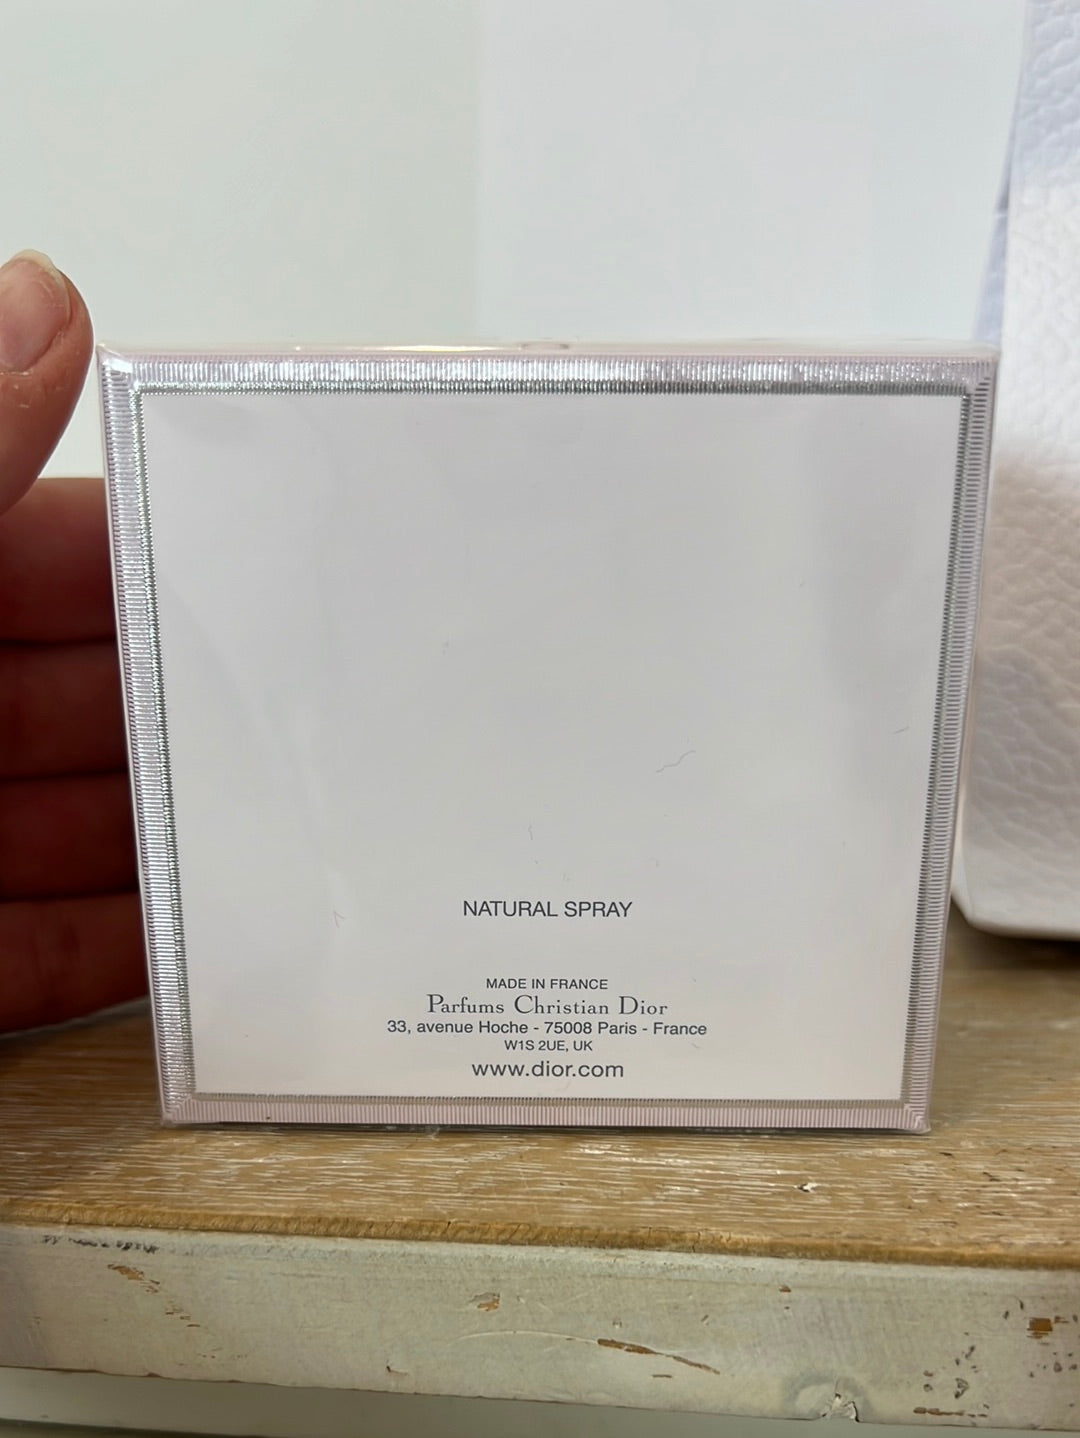 NATURAL SPRAY
MADE IN FRANCE
Parfums Christian Dior
33, avenue Hoche - 75008 Paris - France
W1S 2UE, UK
www.dior.com